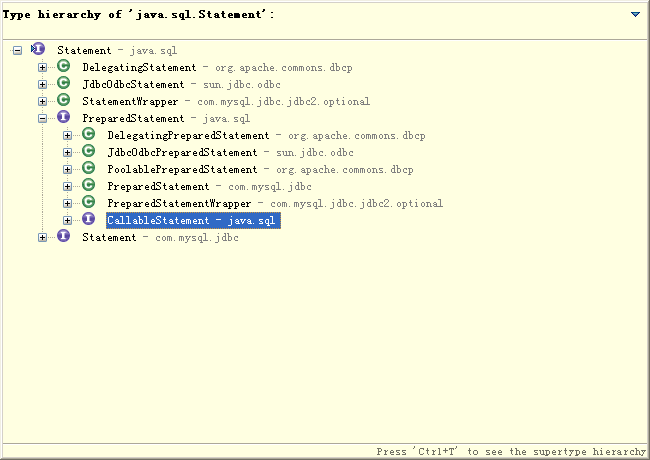 Type hierarchy of 'java.sql.Statement':
Statement - java.sql
DelegatingStatement - org.apache.commons.dbcp
JdbcOdbcStatement - sun.jdbc.odbc
StatementWrapper - com.mysql.jdbc.jdbc2.optional
PreparedStatement - java.sql
DelegatingPreparedStatement - org.apache.commons.dbcp
JdbcOdbcPreparedStatement - sun.jdbc.odbc
PoolablePreparedStatement - org.apache.commons.dbcp
PreparedStatement - com.mysql.jdbc
PreparedStatementWrapper - com.mysql.jdbc.jdbc2.optional
CallableStatement - java.sql
Statement - com.mysql.jdbc
Press 'Ctrl+T' to see the supertype hierarchy